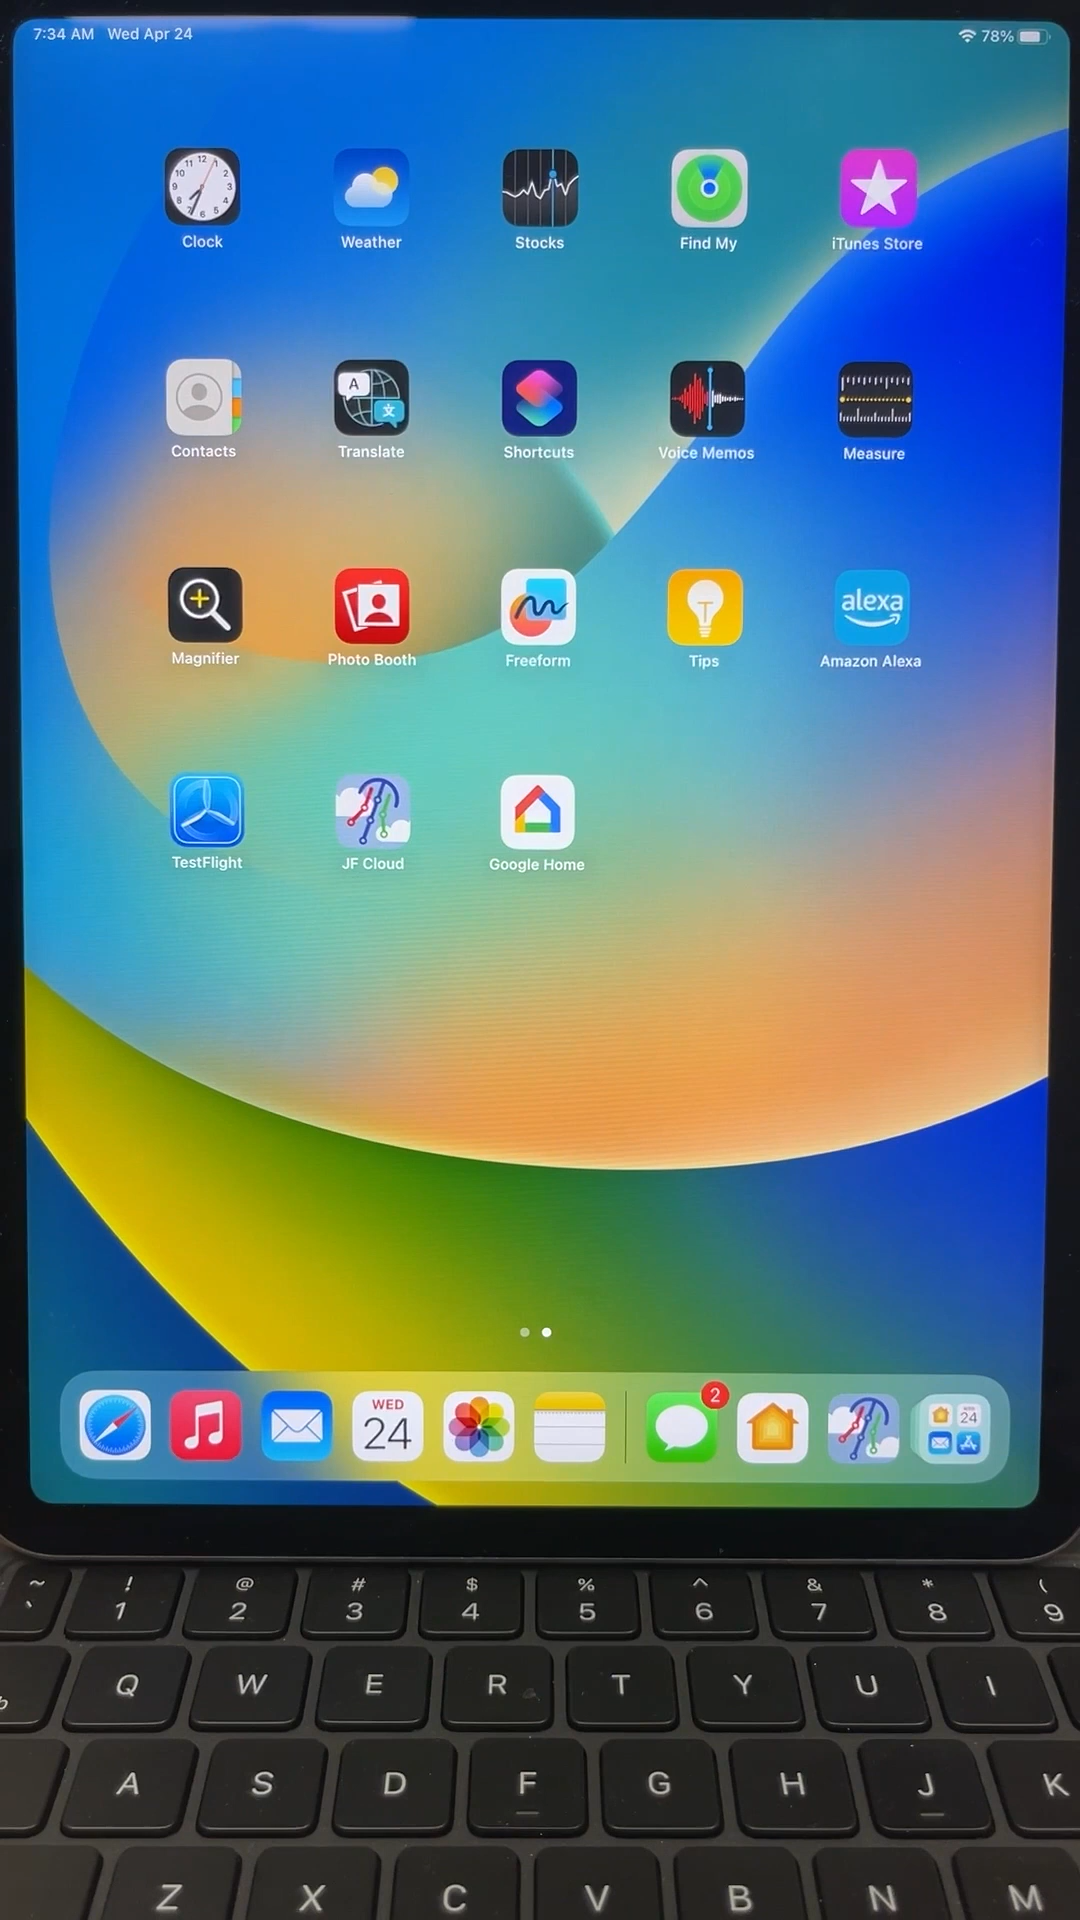 7:34 AM Wed Apr 24 78%
Clock Weather Stocks Find My iTunes Store
A 文
Contacts Translate Shortcuts Voice Memos Measure
alexa
Magnifier Photo Booth Freeform Tips Amazon Alexa
TestFlight JF Cloud Google Home
WED
24
2
24
~ ! @ # $ % ^ & * (
` 1 2 3 4 5 6 7 8 9
Q W E R T Y U I
A S D F G H J K
Z X C V B N M